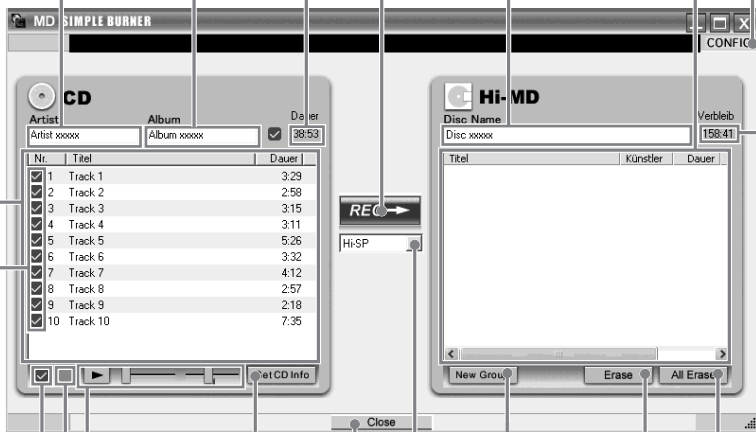 MD SIMPLE BURNER
CONFIG
CD
Hi-MD
Artist Album Dauer
Disc Name Verbleib
Artist xxxxx Album xxxxx 38:53
Disc xxxxx 158:41
Nr. Titel Dauer
Titel Künstler Dauer
1 Track 1 3:29
2 Track 2 2:58
3 Track 3 3:15
4 Track 4 3:11
5 Track 5 5:26
6 Track 6 3:32
7 Track 7 4:12
8 Track 8 2:57
9 Track 9 2:18
10 Track 10 7:35
REC
Hi-SP
Get CD Info
New Group Erase All Erase
Close